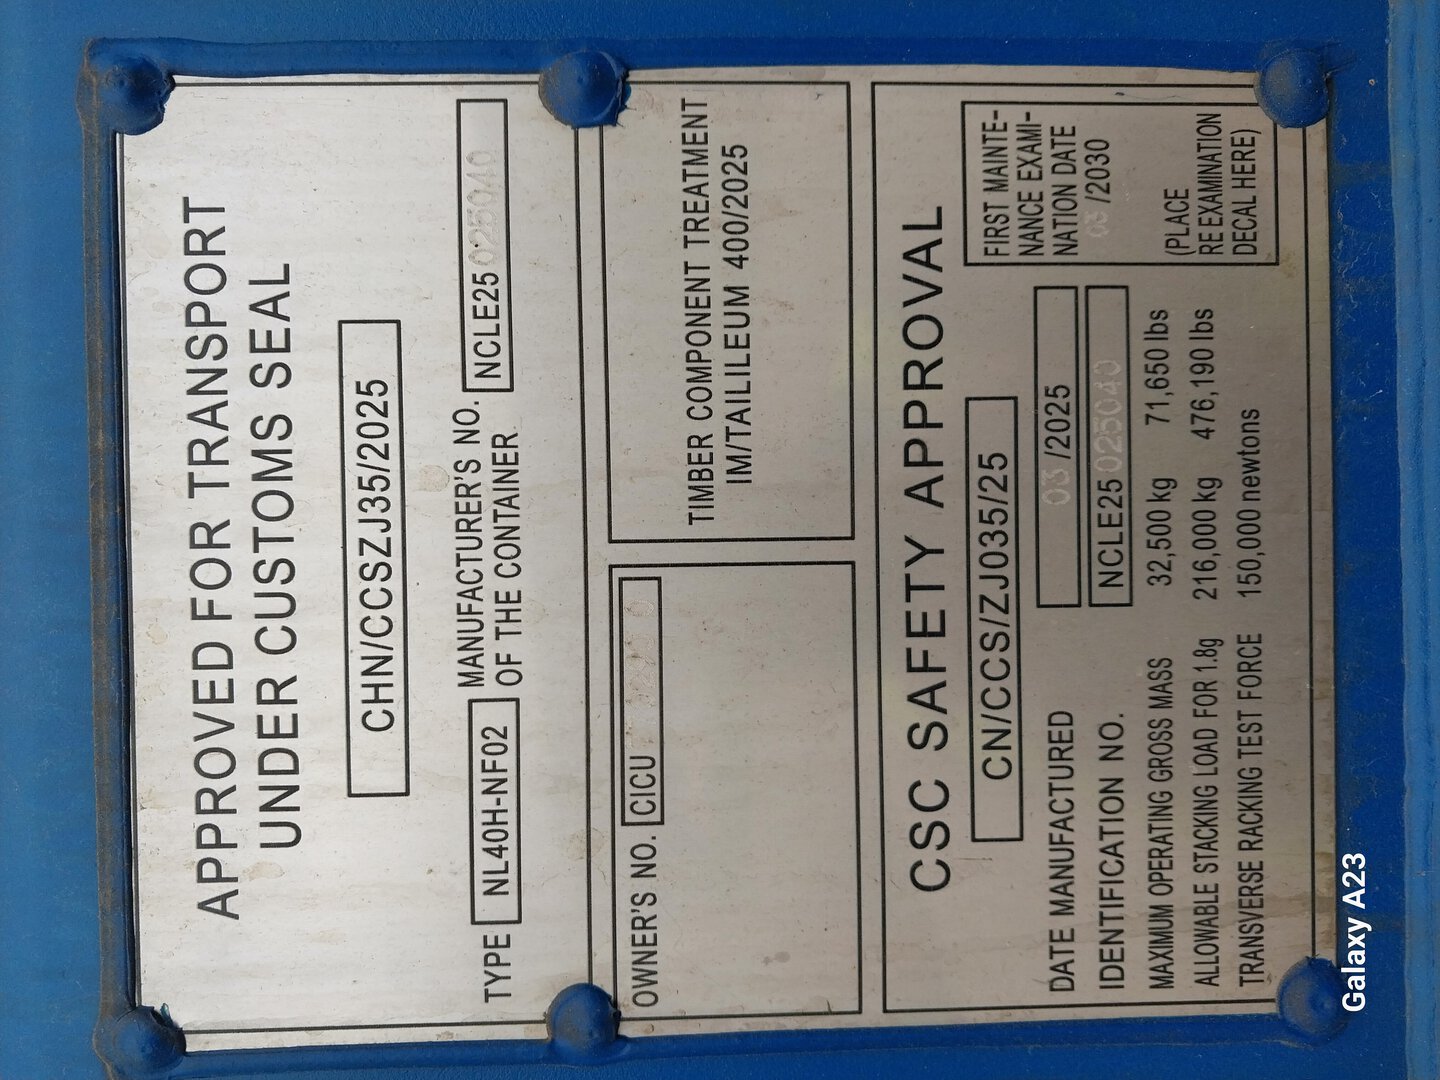 APPROVED FOR TRANSPORT
UNDER CUSTOMS SEAL
CHN/CCSZJ35/2025
TYPE NL40H-NF02 MANUFACTURER'S NO. OF THE CONTAINER NCLE25 025040
OWNER'S NO. CICU
TIMBER COMPONENT TREATMENT
IM/TAILILEUM 400/2025
CSC SAFETY APPROVAL
CN/CCS/ZJ035/25
DATE MANUFACTURED 03 /2025
IDENTIFICATION NO. NCLE25 025040
MAXIMUM OPERATING GROSS MASS 32,500 kg 71,650 lbs
ALLOWABLE STACKING LOAD FOR 1.8g 216,000 kg 476,190 lbs
TRANSVERSE RACKING TEST FORCE 150,000 newtons
FIRST MAINTE-
NANCE EXAMI-
NATION DATE
03 /2030
(PLACE
RE EXAMINATION
DECAL HERE)
Galaxy A23